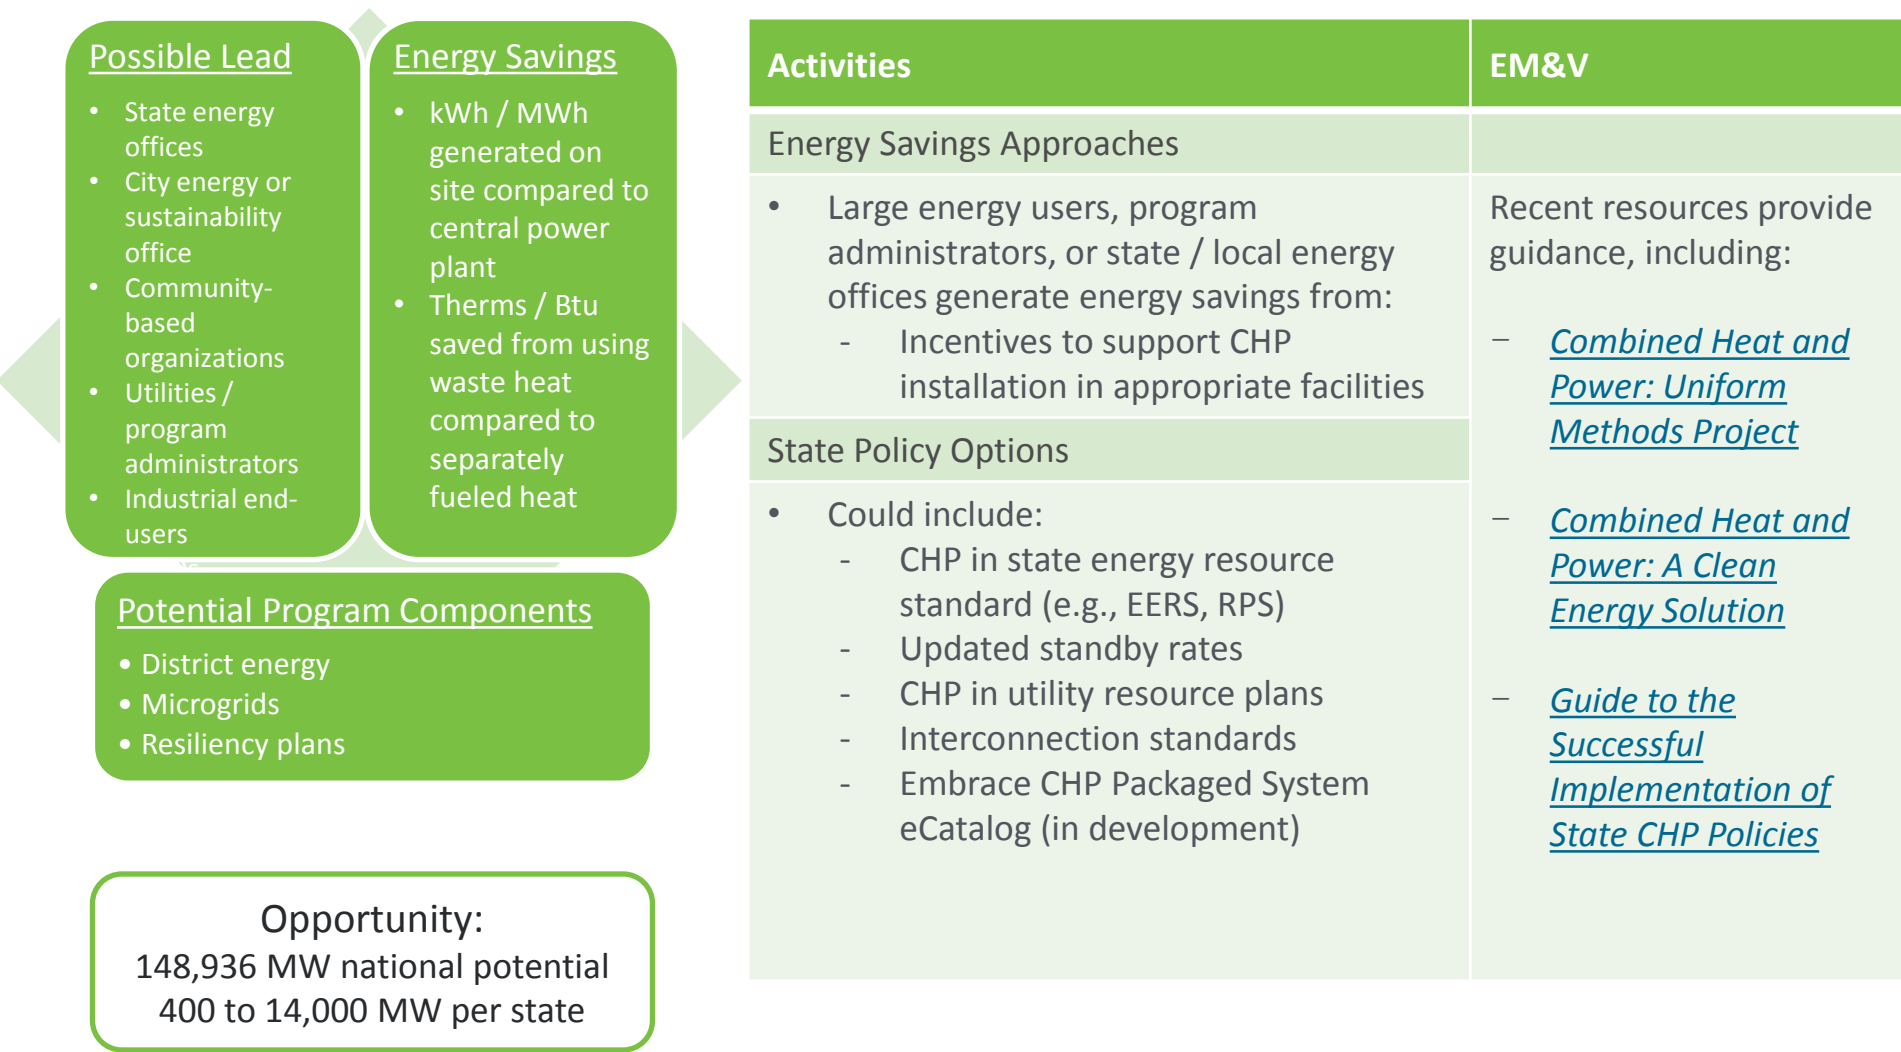 Possible Lead
• State energy
offices
• City energy or
sustainability
office
• Community-
based
organizations
• Utilities /
program
administrators
• Industrial end-
users
Energy Savings
• kWh / MWh
generated on
site compared to
central power
plant
• Therms / Btu
saved from using
waste heat
compared to
separately
fueled heat
Potential Program Components
• District energy
• Microgrids
• Resiliency plans
Opportunity:
148,936 MW national potential
400 to 14,000 MW per state
Activities
EM&V
Energy Savings Approaches
• Large energy users, program
administrators, or state / local energy
offices generate energy savings from:
- Incentives to support CHP
installation in appropriate facilities
State Policy Options
• Could include:
- CHP in state energy resource
standard (e.g., EERS, RPS)
- Updated standby rates
- CHP in utility resource plans
- Interconnection standards
- Embrace CHP Packaged System
eCatalog (in development)
Recent resources provide
guidance, including:
– Combined Heat and
Power: Uniform
Methods Project
– Combined Heat and
Power: A Clean
Energy Solution
– Guide to the
Successful
Implementation of
State CHP Policies